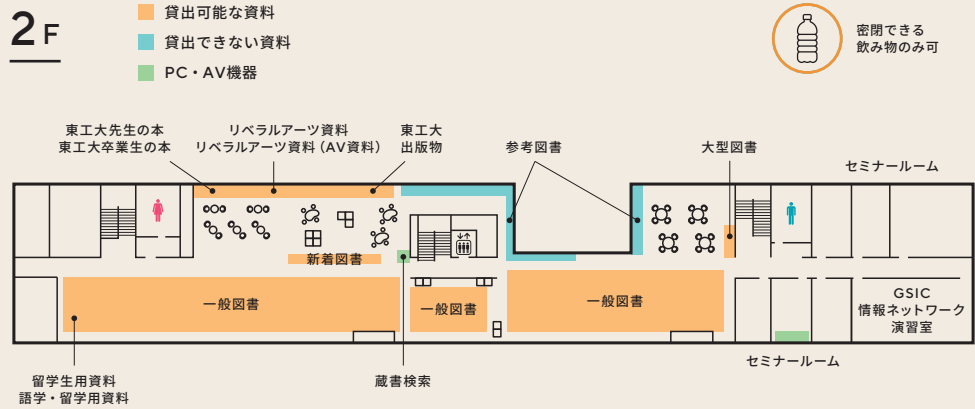 2F
貸出可能な資料
貸出できない資料
PC・AV機器
密閉できる
飲み物のみ可
東工大先生の本
東工大卒業生の本
リベラルアーツ資料
リベラルアーツ資料（AV資料）
東工大
出版物
参考図書
大型図書
セミナールーム
新着図書
一般図書
一般図書
一般図書
GSIC
情報ネットワーク
演習室
留学生用資料
語学・留学用資料
蔵書検索
セミナールーム